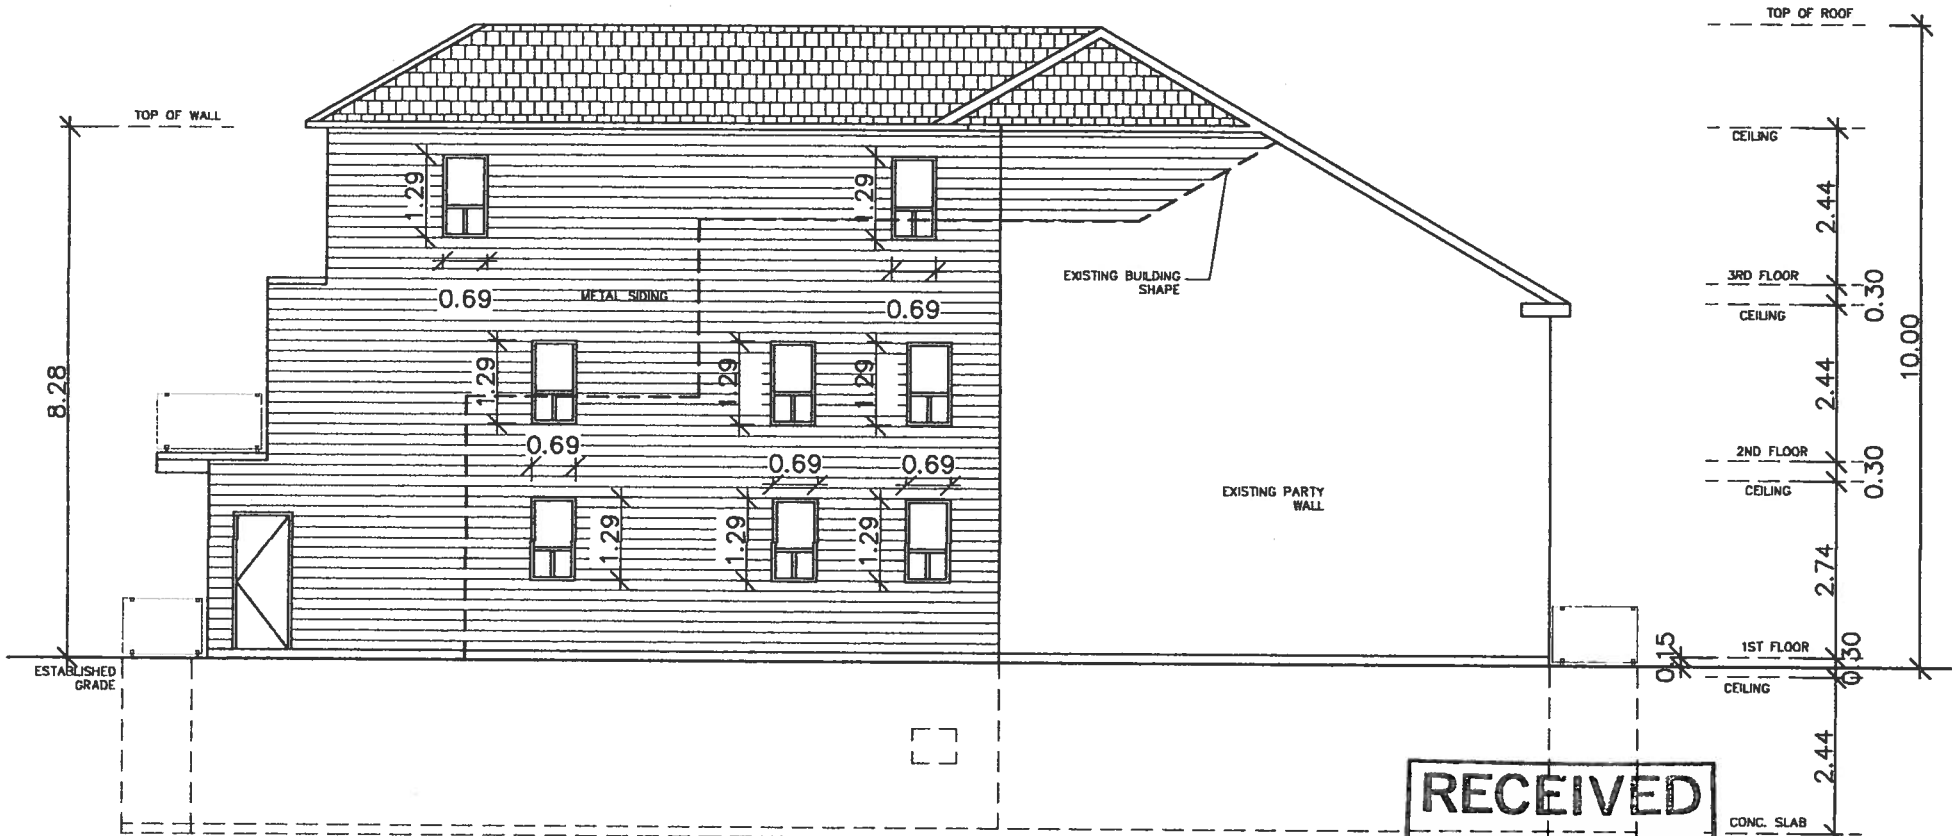 TOP OF ROOF
TOP OF WALL
CEILING
1.29
1.29
2.44
EXISTING BUILDING
SHAPE
3RD FLOOR
0.30
CEILING
0.69
METAL SIDING
0.69
10.00
8.28
1.29
1.29
1.29
2.44
0.69
0.69
0.69
2ND FLOOR
0.30
CEILING
EXISTING PARTY
WALL
1.29
1.29
1.29
2.74
0.15
1ST FLOOR
0.30
ESTABLISHED
GRADE
CEILING
2.44
RECEIVED
CONC. SLAB